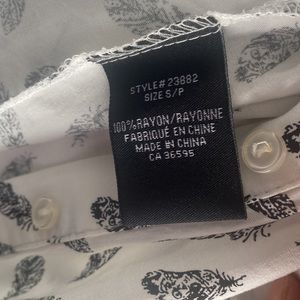 STYLE# 23882
SIZE S/P
100%RAYON/RAYONNE
FABRIQUÉ EN CHINE
MADE IN CHINA
CA 36595